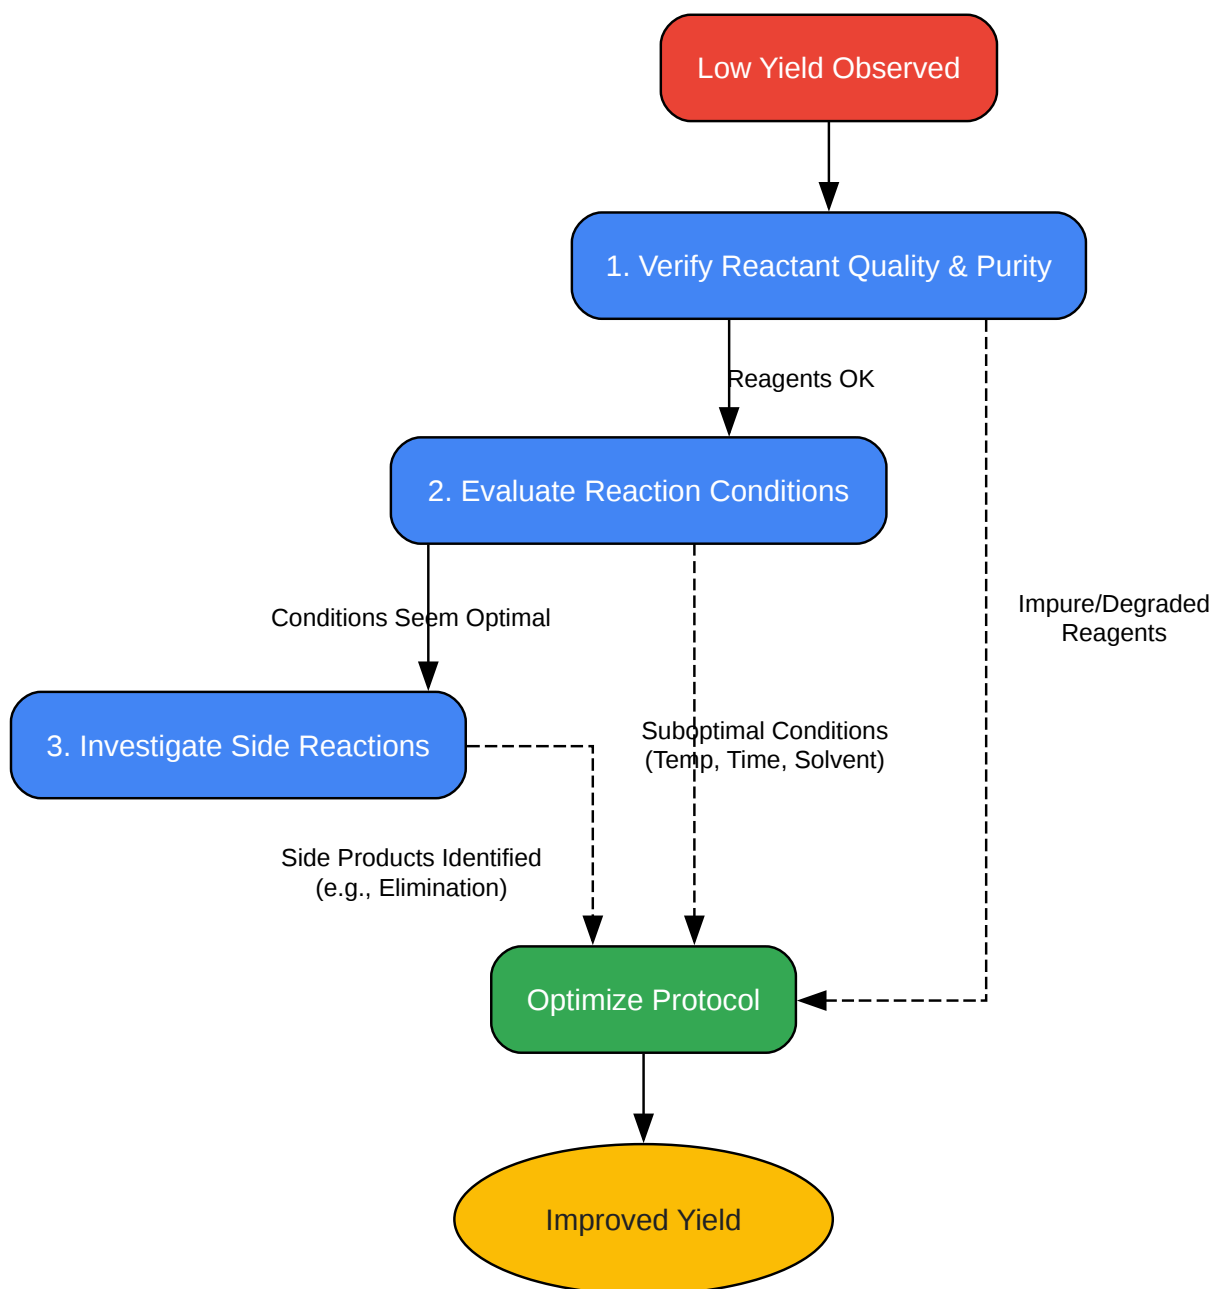 Low Yield Observed
1. Verify Reactant Quality & Purity
Reagents OK
2. Evaluate Reaction Conditions
Impure/Degraded
Reagents
Conditions Seem Optimal
Suboptimal Conditions
(Temp, Time, Solvent)
3. Investigate Side Reactions
Side Products Identified
(e.g., Elimination)
Optimize Protocol
Improved Yield